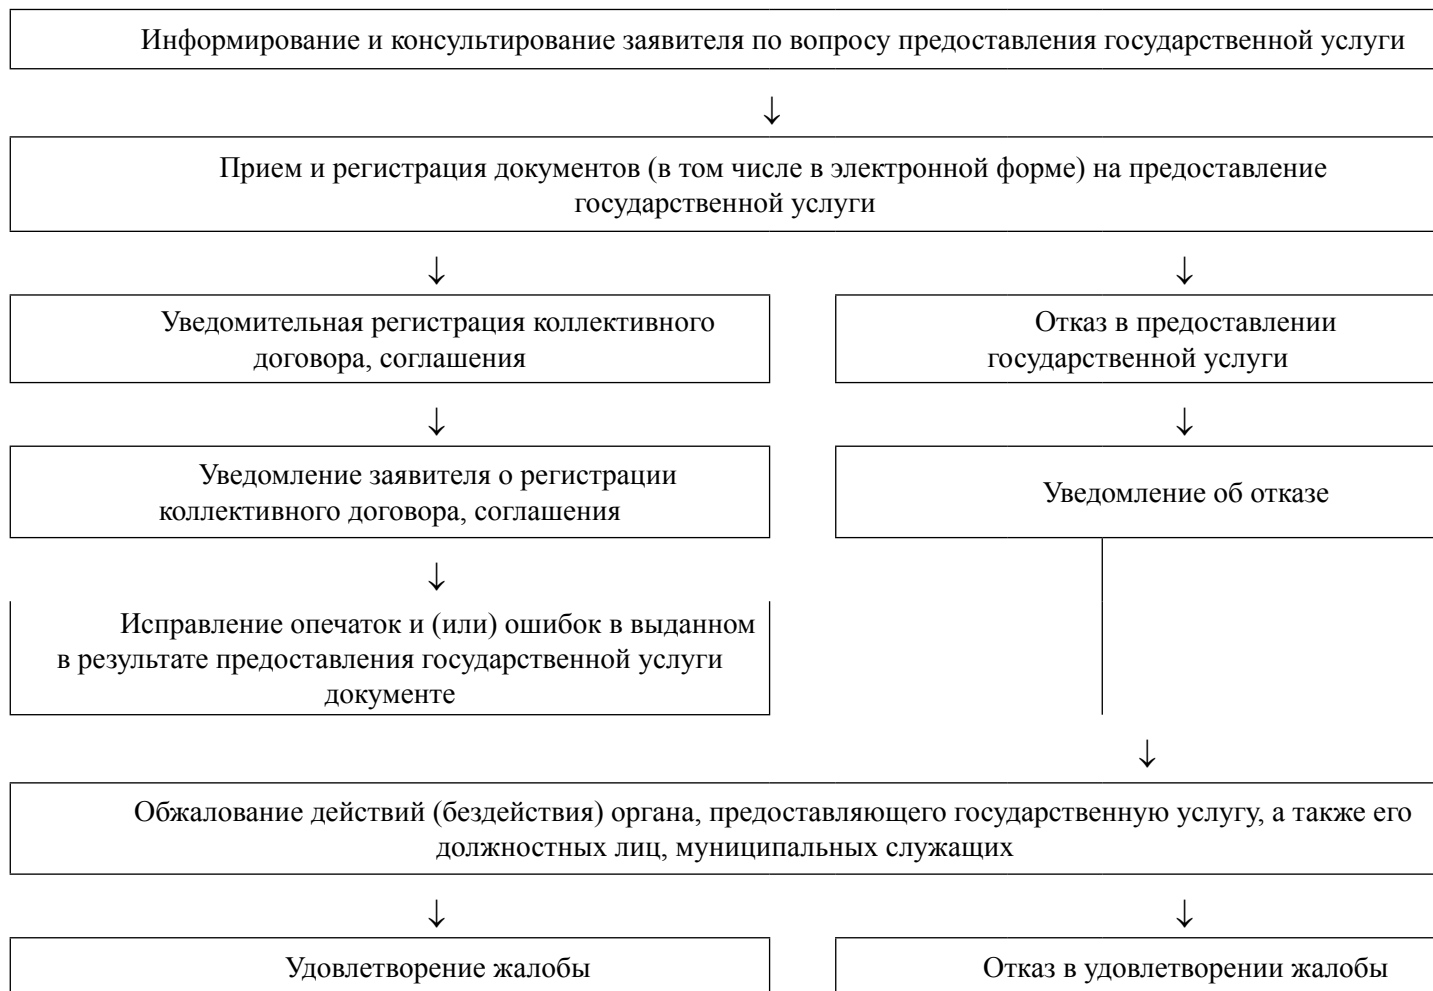 Информирование и консультирование заявителя по вопросу предоставления государственной услуги
↓
Прием и регистрация документов (в том числе в электронной форме) на предоставление
государственной услуги
↓ ↓
Уведомительная регистрация коллективного
договора, соглашения
Отказ в предоставлении
государственной услуги
↓ ↓
Уведомление заявителя о регистрации
коллективного договора, соглашения
Уведомление об отказе
↓
Исправление опечаток и (или) ошибок в выданном
в результате предоставления государственной услуги
документе
↓
Обжалование действий (бездействия) органа, предоставляющего государственную услугу, а также его
должностных лиц, муниципальных служащих
↓ ↓
Удовлетворение жалобы
Отказ в удовлетворении жалобы